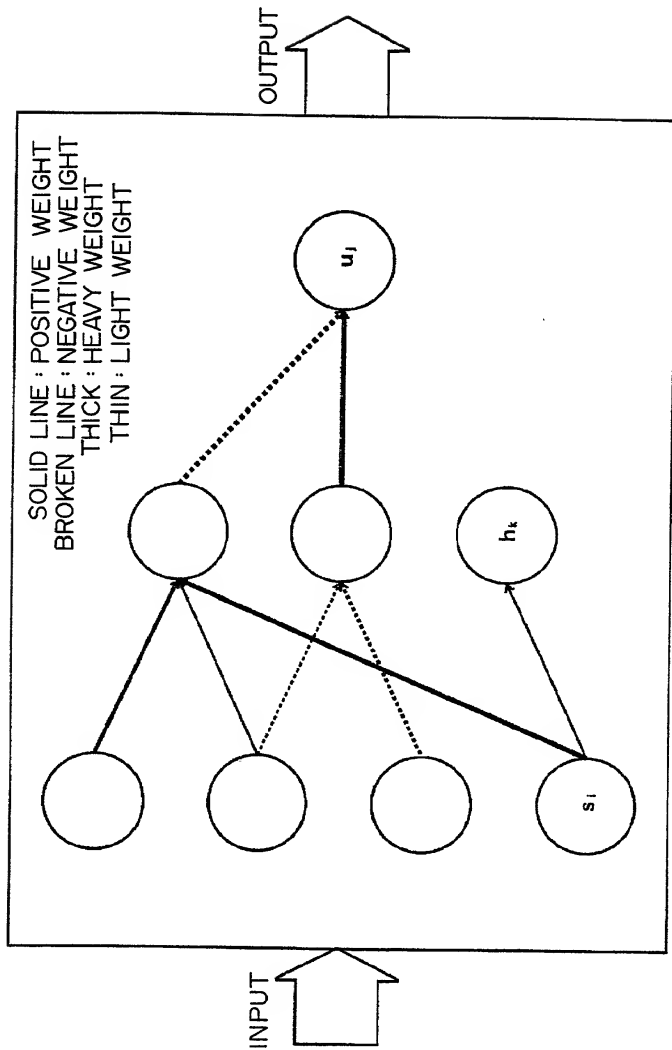 SOLID LINE : POSITIVE WEIGHT
BROKEN LINE : NEGATIVE WEIGHT
THICK : HEAVY WEIGHT
THIN : LIGHT WEIGHT
INPUT
OUTPUT
uj
hk
si